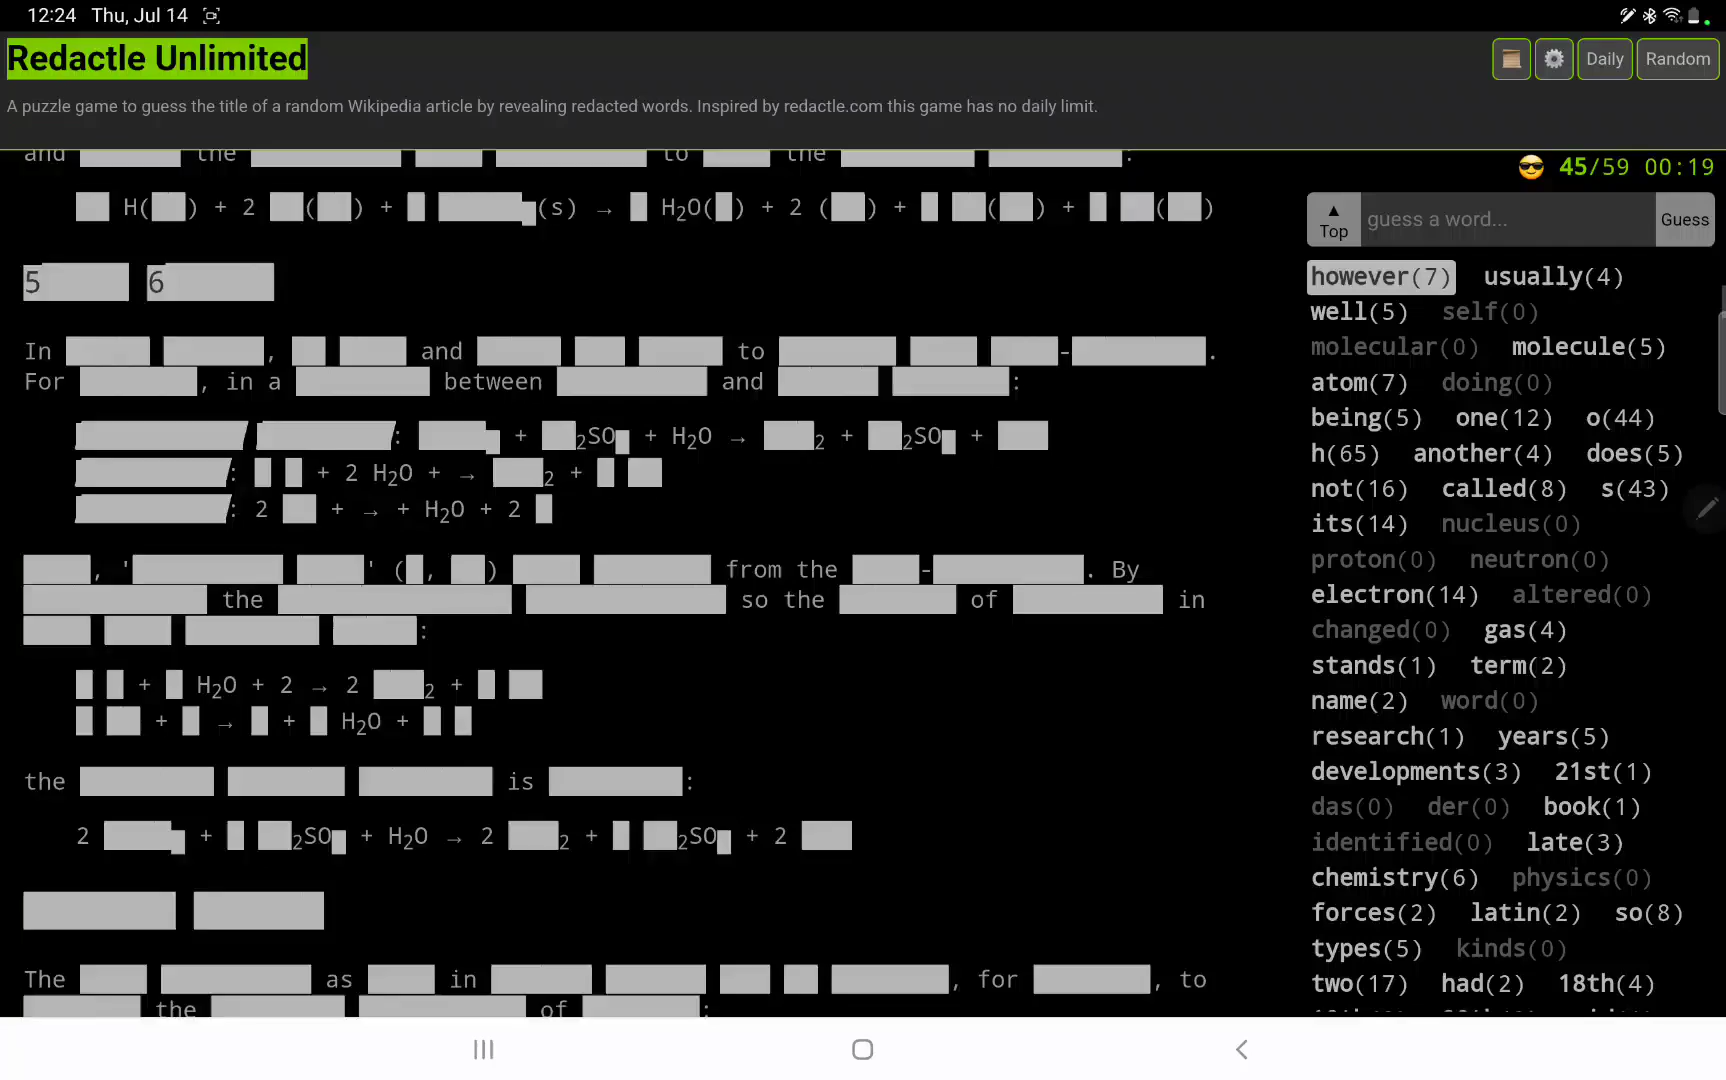 12:24 Thu, Jul 14
Redactle Unlimited
Daily Random
A puzzle game to guess the title of a random Wikipedia article by revealing redacted words. Inspired by redactle.com this game has no daily limit.
and the to the :
H( ) + 2 ( ) + (s) → H₂O( ) + 2 ( ) + ( ) + ( )
5 6
In , and to - .
For , in a between and :
: + ₂SO + H₂O → ₂ + ₂SO +
: + 2 H₂O + → ₂ +
: 2 + → + H₂O + 2
, ' ' ( , ) from the - . By
the so the of in
:
+ H₂O + 2 → 2 ₂ +
+ → + H₂O +
the is :
2 + ₂SO + H₂O → 2 ₂ + ₂SO + 2
The as in , for , to
the of :
45/59 00:19
▲ Top guess a word... Guess
however(7) usually(4)
well(5) self(0)
molecular(0) molecule(5)
atom(7) doing(0)
being(5) one(12) o(44)
h(65) another(4) does(5)
not(16) called(8) s(43)
its(14) nucleus(0)
proton(0) neutron(0)
electron(14) altered(0)
changed(0) gas(4)
stands(1) term(2)
name(2) word(0)
research(1) years(5)
developments(3) 21st(1)
das(0) der(0) book(1)
identified(0) late(3)
chemistry(6) physics(0)
forces(2) latin(2) so(8)
types(5) kinds(0)
two(17) had(2) 18th(4)